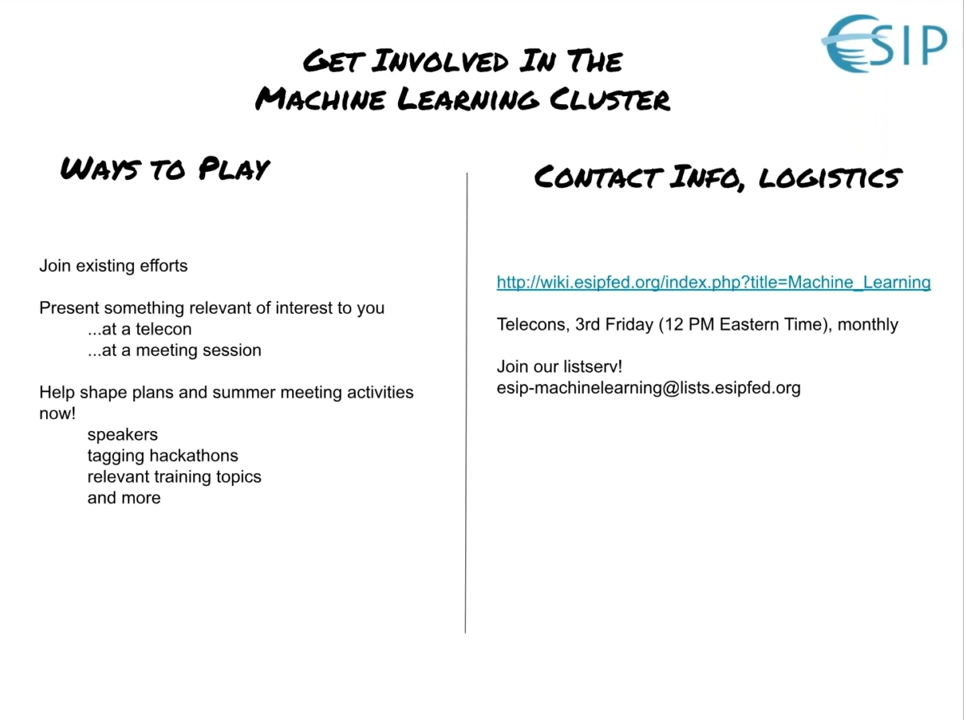 ESIP
Get Involved In The
Machine Learning Cluster
Ways to Play
Join existing efforts
Present something relevant of interest to you
...at a telecon
...at a meeting session
Help shape plans and summer meeting activities
now!
speakers
tagging hackathons
relevant training topics
and more
Contact Info, logistics
http://wiki.esipfed.org/index.php?title=Machine_Learning
Telecons, 3rd Friday (12 PM Eastern Time), monthly
Join our listserv!
esip-machinelearning@lists.esipfed.org